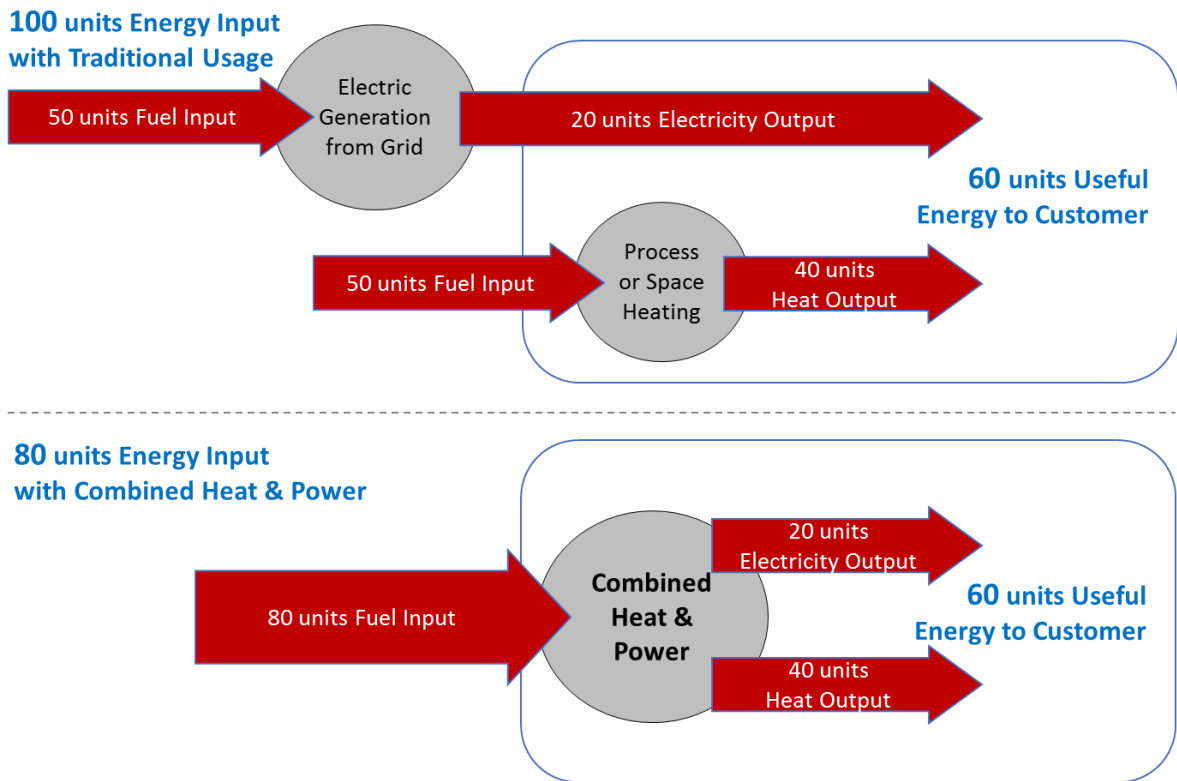 100 units Energy Input
with Traditional Usage
50 units Fuel Input
Electric
Generation
from Grid
20 units Electricity Output
60 units Useful
Energy to Customer
50 units Fuel Input
Process
or Space
Heating
40 units
Heat Output
80 units Energy Input
with Combined Heat & Power
80 units Fuel Input
Combined
Heat &
Power
20 units
Electricity Output
60 units Useful
Energy to Customer
40 units
Heat Output